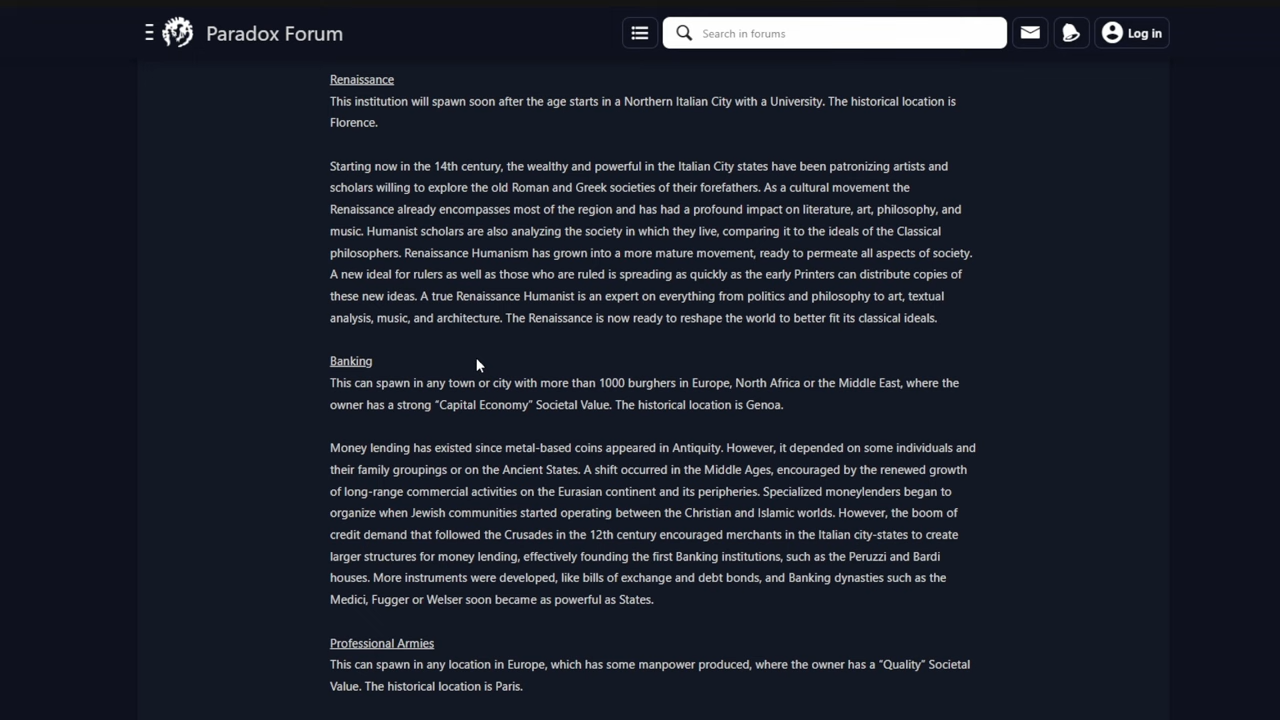 Paradox Forum
Search in forums
Log in
Renaissance
This institution will spawn soon after the age starts in a Northern Italian City with a University. The historical location is
Florence.
Starting now in the 14th century, the wealthy and powerful in the Italian City states have been patronizing artists and
scholars willing to explore the old Roman and Greek societies of their forefathers. As a cultural movement the
Renaissance already encompasses most of the region and has had a profound impact on literature, art, philosophy, and
music. Humanist scholars are also analyzing the society in which they live, comparing it to the ideals of the Classical
philosophers. Renaissance Humanism has grown into a more mature movement, ready to permeate all aspects of society.
A new ideal for rulers as well as those who are ruled is spreading as quickly as the early Printers can distribute copies of
these new ideas. A true Renaissance Humanist is an expert on everything from politics and philosophy to art, textual
analysis, music, and architecture. The Renaissance is now ready to reshape the world to better fit its classical ideals.
Banking
This can spawn in any town or city with more than 1000 burghers in Europe, North Africa or the Middle East, where the
owner has a strong “Capital Economy” Societal Value. The historical location is Genoa.
Money lending has existed since metal-based coins appeared in Antiquity. However, it depended on some individuals and
their family groupings or on the Ancient States. A shift occurred in the Middle Ages, encouraged by the renewed growth
of long-range commercial activities on the Eurasian continent and its peripheries. Specialized moneylenders began to
organize when Jewish communities started operating between the Christian and Islamic worlds. However, the boom of
credit demand that followed the Crusades in the 12th century encouraged merchants in the Italian city-states to create
larger structures for money lending, effectively founding the first Banking institutions, such as the Peruzzi and Bardi
houses. More instruments were developed, like bills of exchange and debt bonds, and Banking dynasties such as the
Medici, Fugger or Welser soon became as powerful as States.
Professional Armies
This can spawn in any location in Europe, which has some manpower produced, where the owner has a “Quality” Societal
Value. The historical location is Paris.